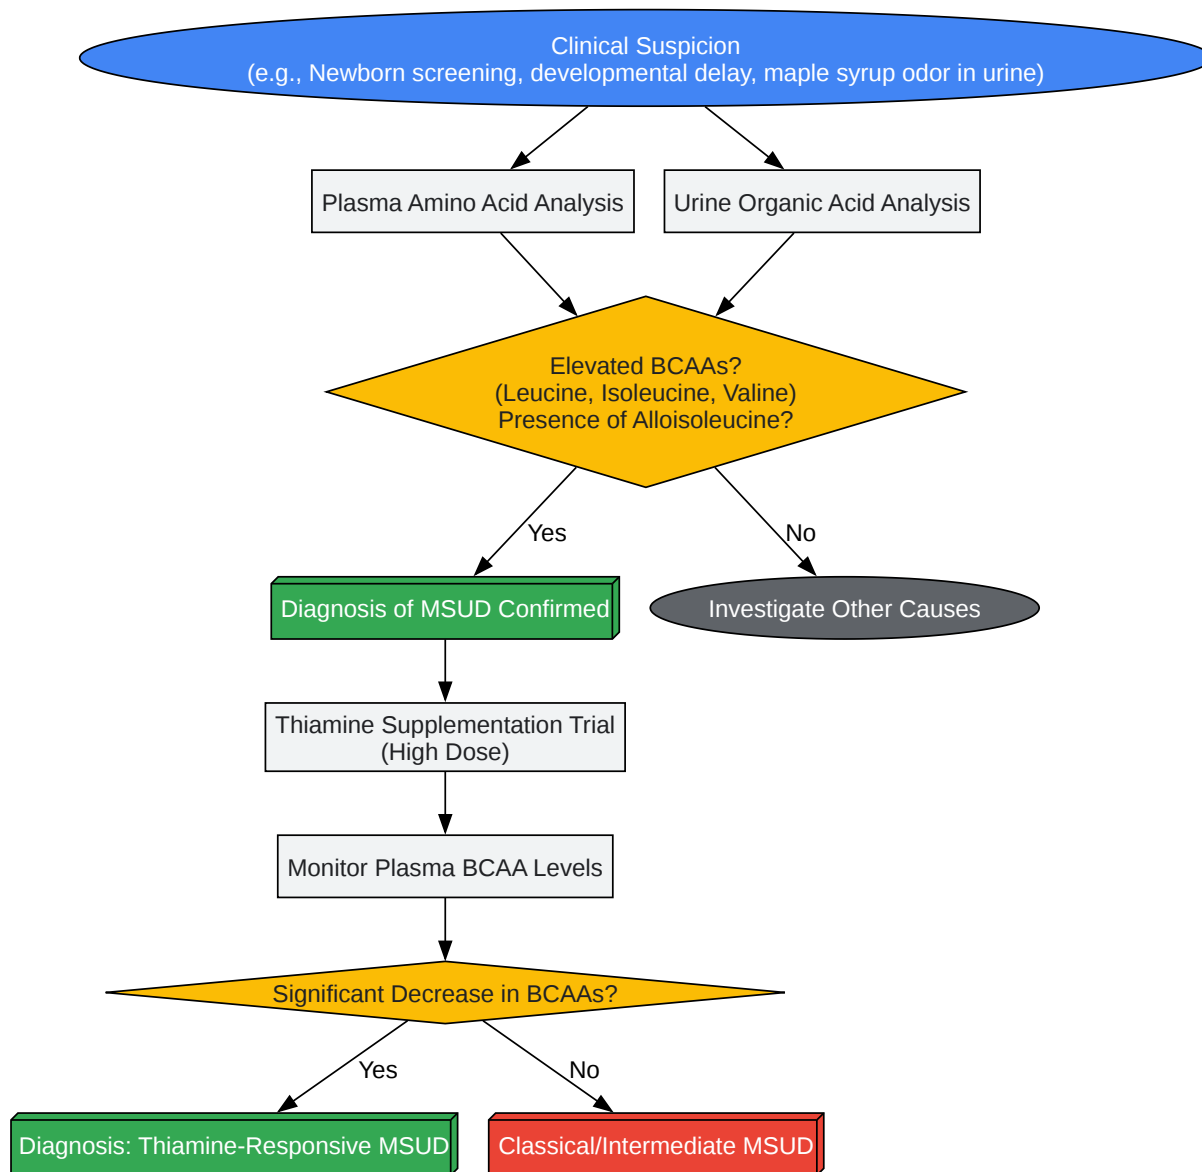 Clinical Suspicion
(e.g., Newborn screening, developmental delay, maple syrup odor in urine)
Plasma Amino Acid Analysis
Urine Organic Acid Analysis
Elevated BCAAs?
(Leucine, Isoleucine, Valine)
Presence of Alloisoleucine?
Yes
No
Diagnosis of MSUD Confirmed
Investigate Other Causes
Thiamine Supplementation Trial
(High Dose)
Monitor Plasma BCAA Levels
Significant Decrease in BCAAs?
Yes
No
Diagnosis: Thiamine-Responsive MSUD
Classical/Intermediate MSUD